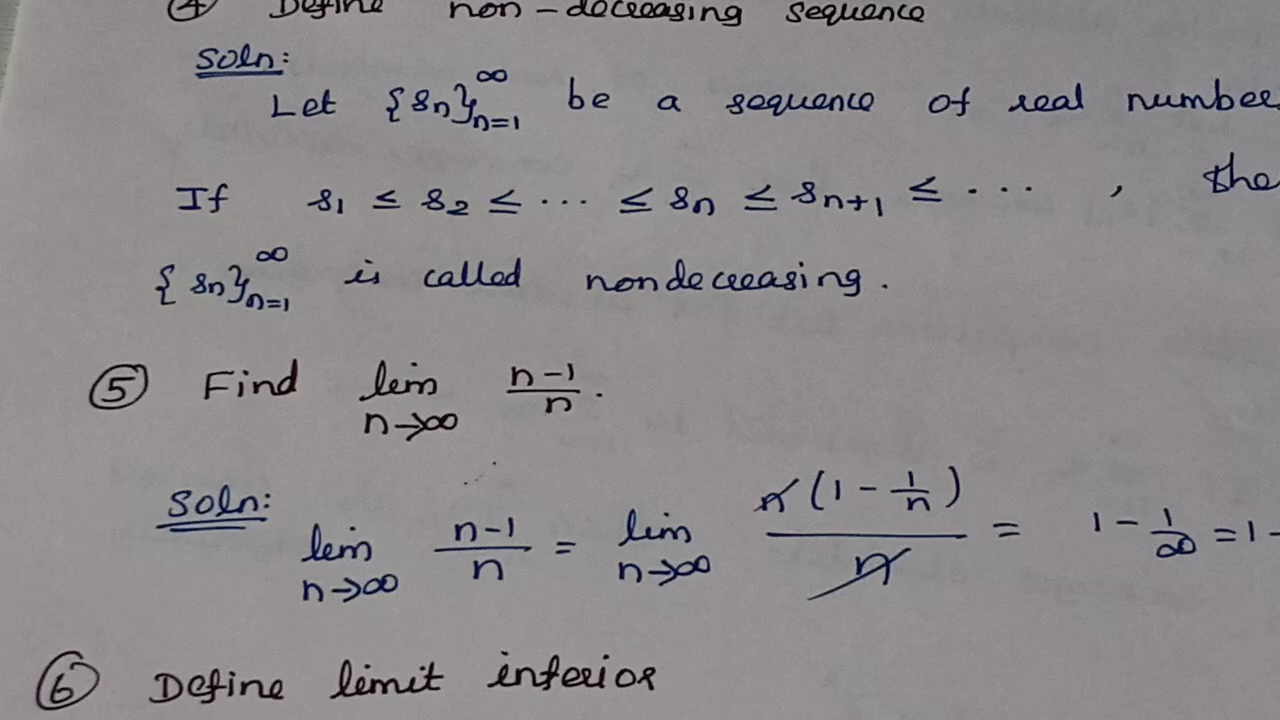 ④ Define non-decreasing sequence
Soln:
Let {sn}∞n=1 be a sequence of real number
If s1 ≤ s2 ≤ ... ≤ sn ≤ sn+1 ≤ ... , the
{sn}∞n=1 is called nondecreasing.
⑤ Find lim n→∞ n-1/n.
Soln: lim n→∞ n-1/n = lim n→∞ n(1 - 1/n)/n = 1 - 1/∞ = 1-
⑥ Define limit inferior